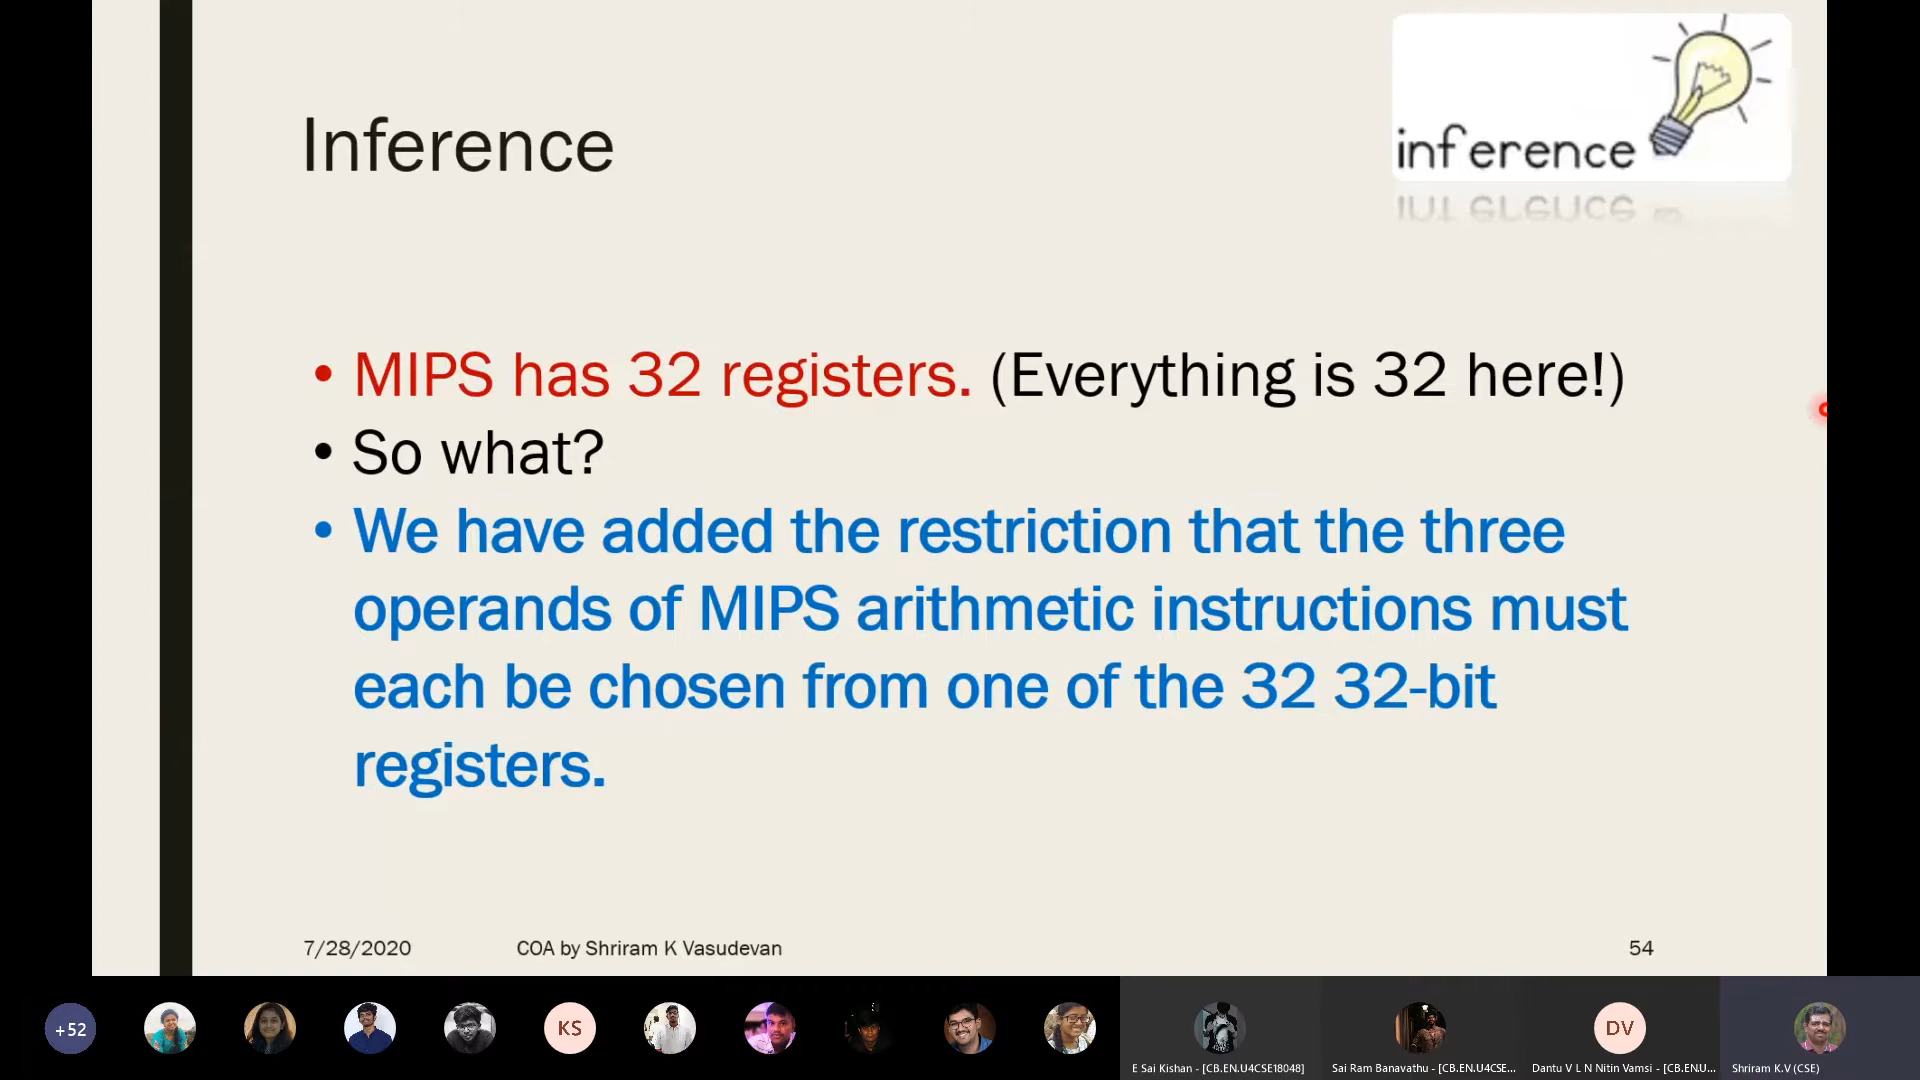 Inference
inference
• MIPS has 32 registers. (Everything is 32 here!)
• So what?
• We have added the restriction that the three
operands of MIPS arithmetic instructions must
each be chosen from one of the 32 32-bit
registers.
7/28/2020 COA by Shriram K Vasudevan 54
+52 KS DV
E Sai Kishan - [CB.EN.U4CSE18048] Sai Ram Banavathu - [CB.EN.U4CSE... Dantu V L N Nitin Vamsi - [CB.EN.U... Shriram K.V (CSE)